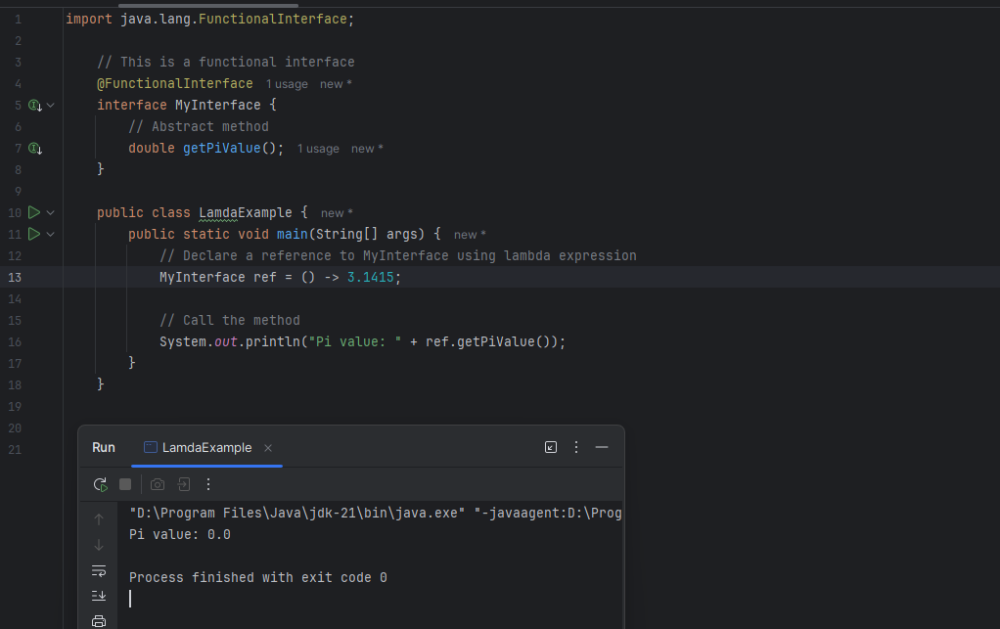 1 import java.lang.FunctionalInterface;
2
3 // This is a functional interface
4 @FunctionalInterface 1 usage new *
5 interface MyInterface {
6 // Abstract method
7 double getPiValue(); 1 usage new *
8 }
9
10 public class LamdaExample { new *
11 public static void main(String[] args) { new *
12 // Declare a reference to MyInterface using lambda expression
13 MyInterface ref = () -> 3.1415;
14
15 // Call the method
16 System.out.println("Pi value: " + ref.getPiValue());
17 }
18 }
19
20
21
Run LamdaExample
"D:\Program Files\Java\jdk-21\bin\java.exe" "-javaagent:D:\Prog
Pi value: 0.0
Process finished with exit code 0